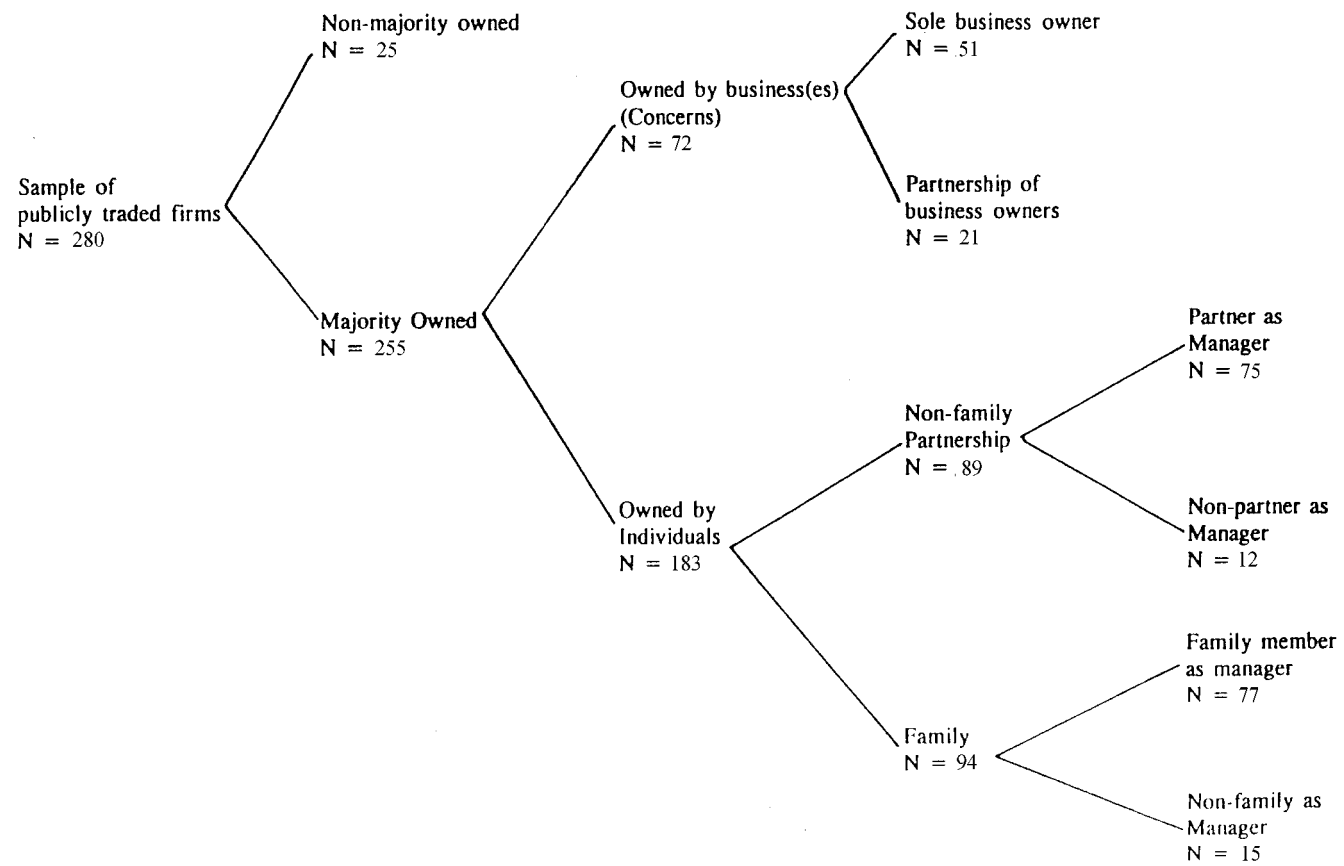 Non-majority owned
N = 25
Sole business owner
N = 51
Owned by business(es)
(Concerns)
N = 72
Sample of
publicly traded firms
N = 280
Partnership of
business owners
N = 21
Majority Owned
N = 255
Partner as
Manager
N = 75
Non-family
Partnership
N = 89
Owned by
Individuals
N = 183
Non-partner as
Manager
N = 12
Family member
as manager
N = 77
Family
N = 94
Non-family as
Manager
N = 15